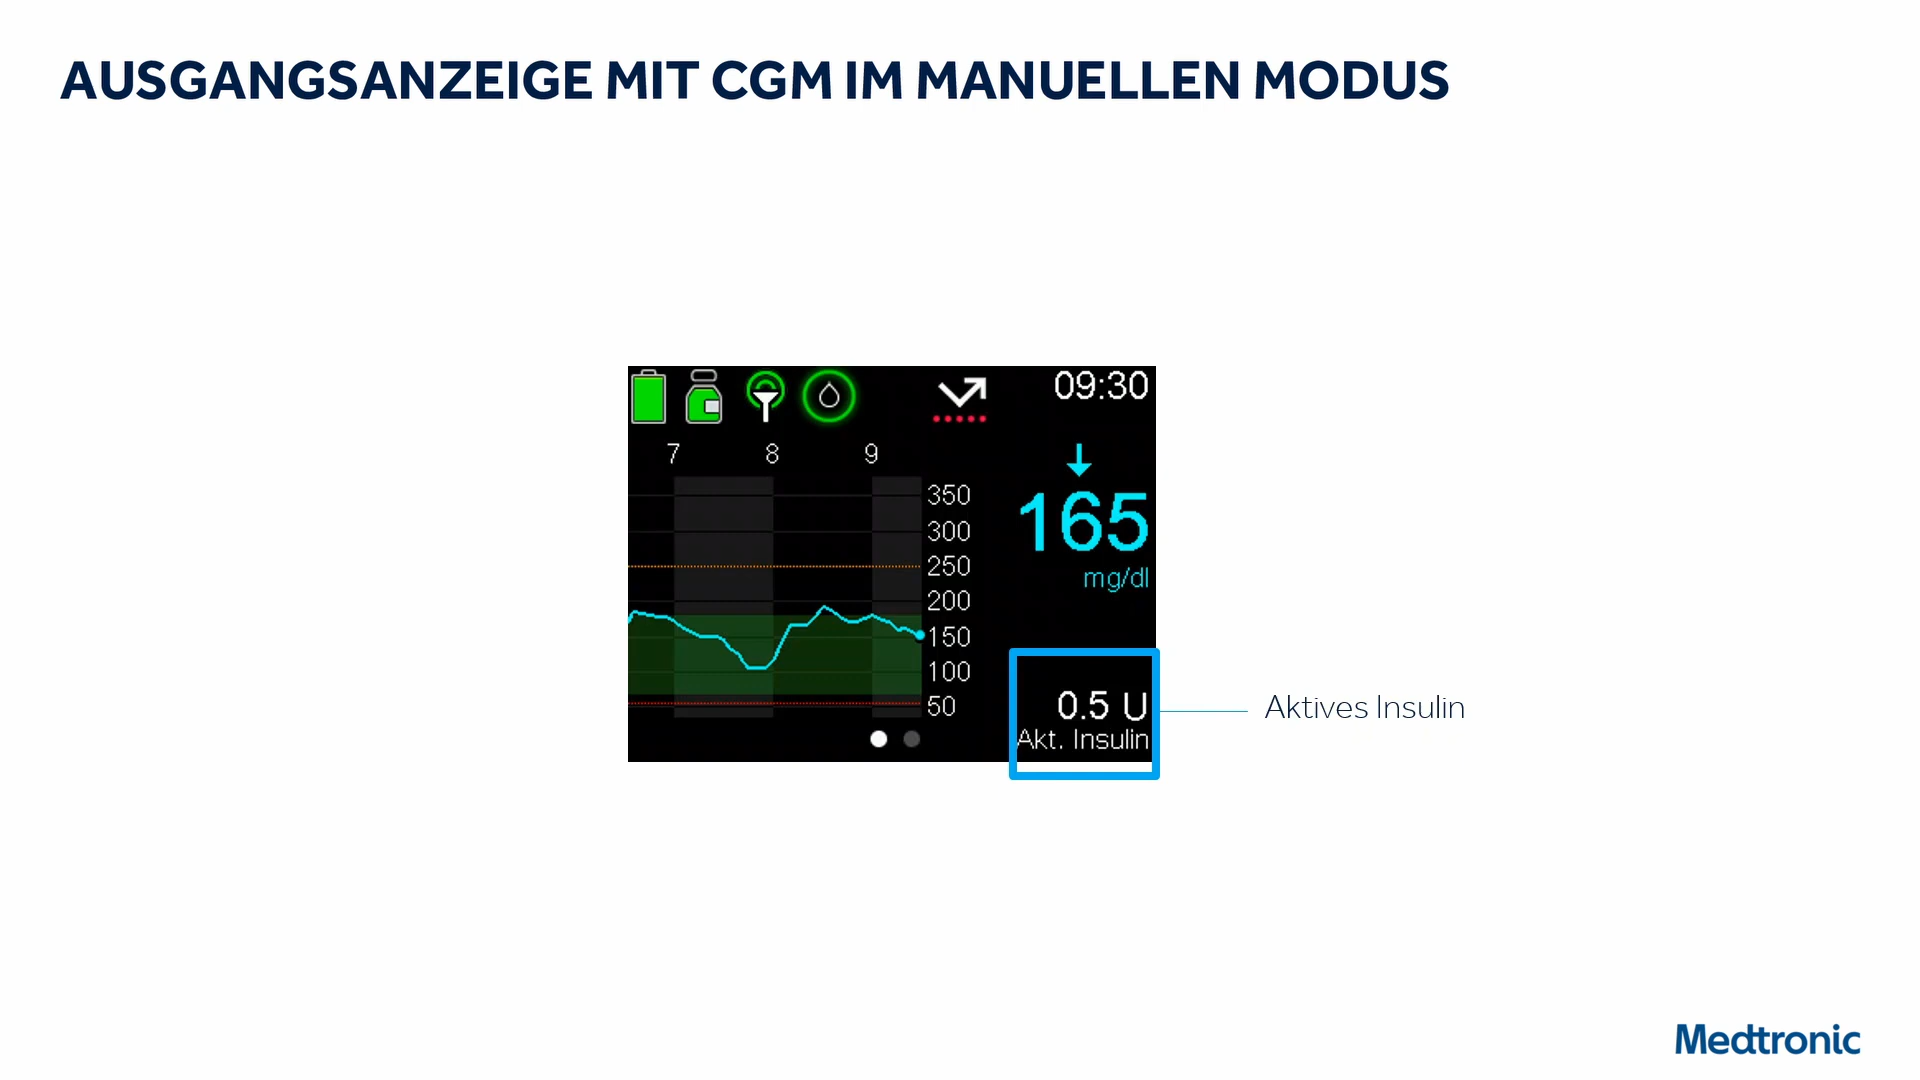 AUSGANGSANZEIGE MIT CGM IM MANUELLEN MODUS
09:30
7 8 9
350
300
250
200
150
100
50
165
mg/dl
0.5 U
Akt. Insulin
Aktives Insulin
Medtronic